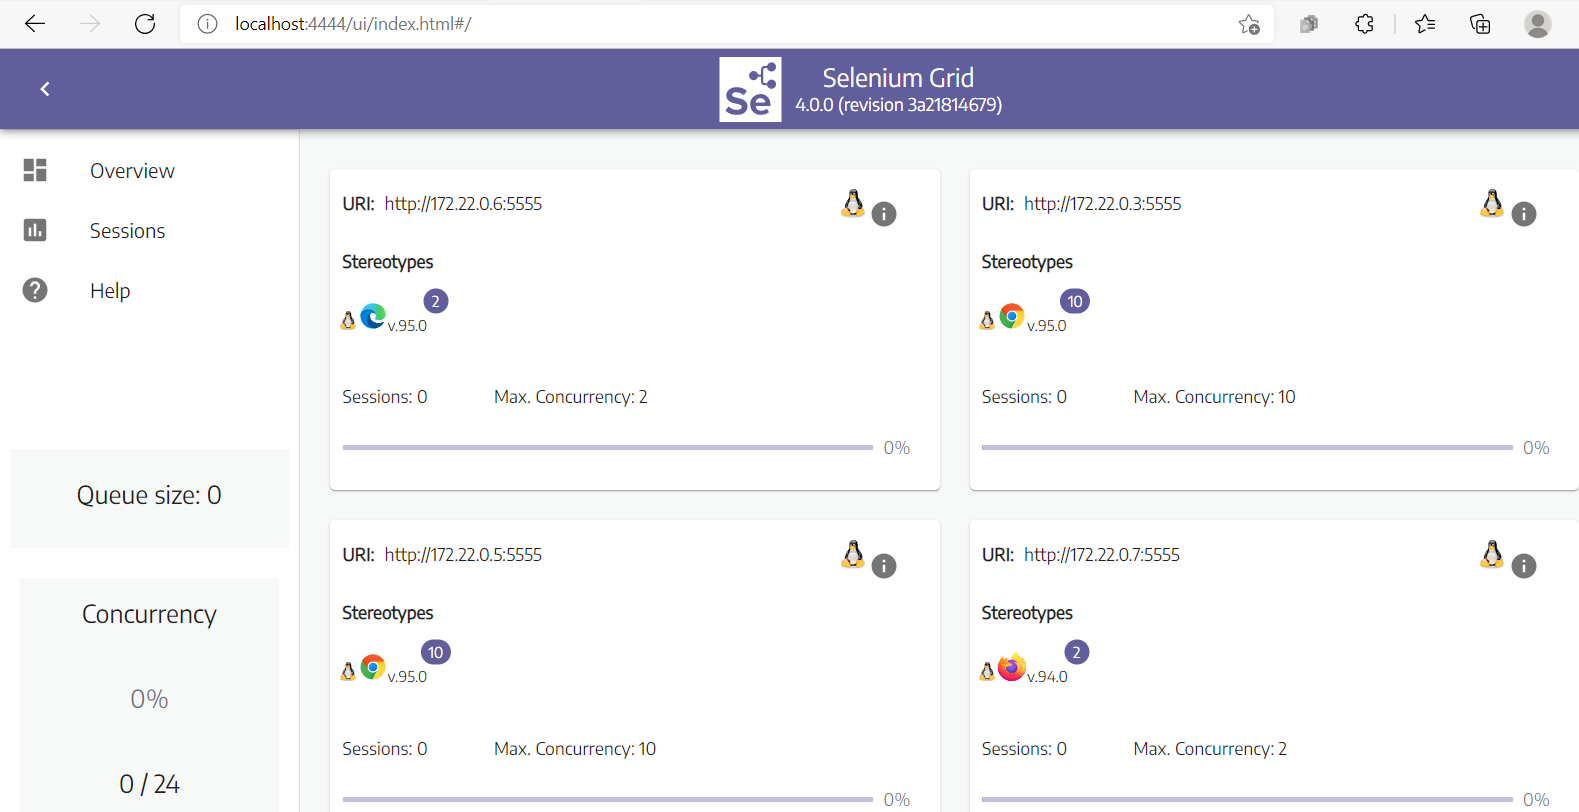 localhost:4444/ui/index.html#/
Se
Selenium Grid
4.0.0 (revision 3a21814679)
Overview
Sessions
Help
Queue size: 0
Concurrency
0%
0 / 24
URI: http://172.22.0.6:5555
Stereotypes
2
v.95.0
Sessions: 0 Max. Concurrency: 2
0%
URI: http://172.22.0.3:5555
Stereotypes
10
v.95.0
Sessions: 0 Max. Concurrency: 10
0%
URI: http://172.22.0.5:5555
Stereotypes
10
v.95.0
Sessions: 0 Max. Concurrency: 10
0%
URI: http://172.22.0.7:5555
Stereotypes
2
v.94.0
Sessions: 0 Max. Concurrency: 2
0%